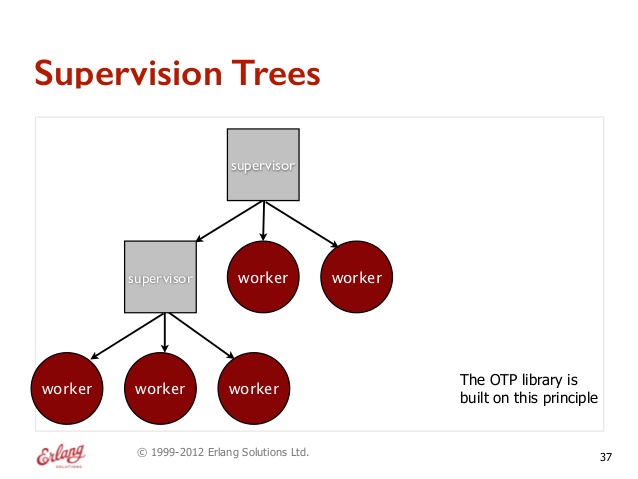 Supervision Trees
supervisor
supervisor
worker
worker
worker
worker
worker
The OTP library is
built on this principle
Erlang
SOLUTIONS
© 1999-2012 Erlang Solutions Ltd.
37